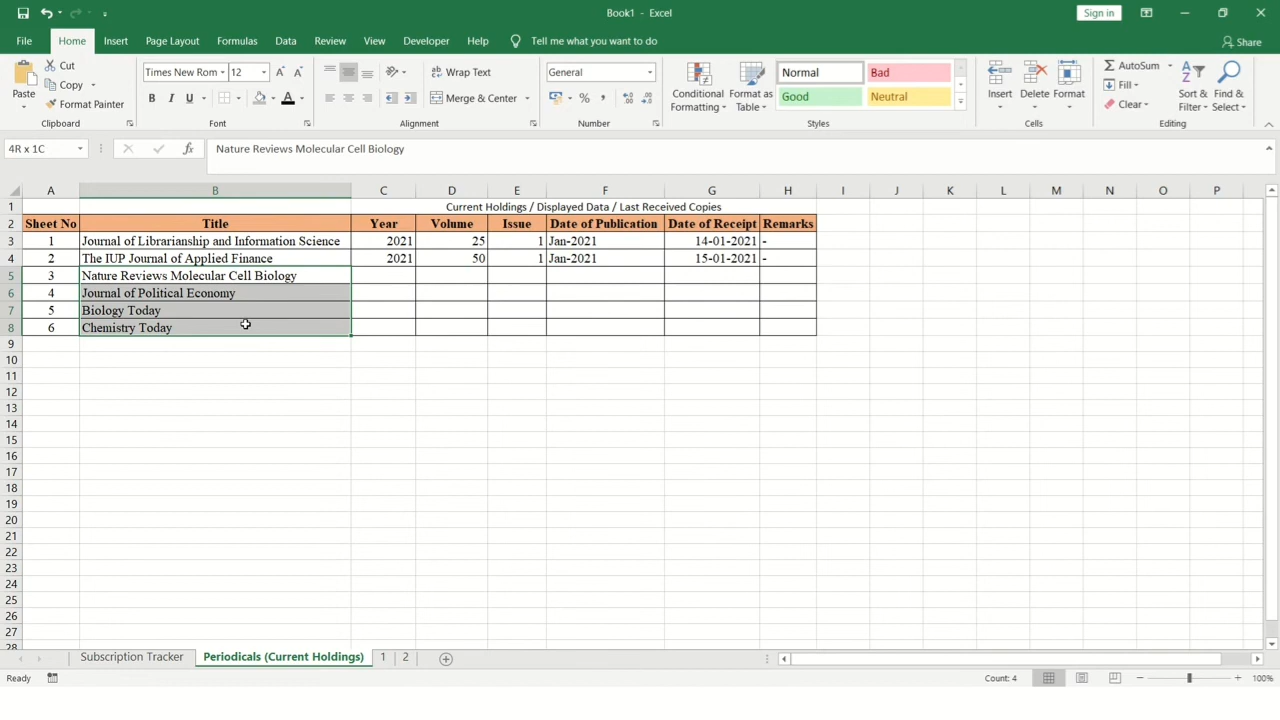 Book1 - Excel
Sign in
File Home Insert Page Layout Formulas Data Review View Developer Help Tell me what you want to do Share
Paste
Cut
Copy
Format Painter
Clipboard
Times New Rom 12
B I U
Font
Wrap Text
Merge & Center
Alignment
General
Number
Conditional Formatting
Format as Table
Normal Bad
Good Neutral
Styles
Insert Delete Format
Cells
AutoSum
Fill
Clear
Sort & Filter
Find & Select
Editing
4R x 1C
fx
Nature Reviews Molecular Cell Biology
A B C D E F G H I J K L M N O P
1 Current Holdings / Displayed Data / Last Received Copies
2 Sheet No Title Year Volume Issue Date of Publication Date of Receipt Remarks
3 1 Journal of Librarianship and Information Science 2021 25 1 Jan-2021 14-01-2021 -
4 2 The IUP Journal of Applied Finance 2021 50 1 Jan-2021 15-01-2021 -
5 3 Nature Reviews Molecular Cell Biology
6 4 Journal of Political Economy
7 5 Biology Today
8 6 Chemistry Today
9
10
11
12
13
14
15
16
17
18
19
20
21
22
23
24
25
26
27
28
Subscription Tracker Periodicals (Current Holdings) 1 2
Ready Count: 4 100%